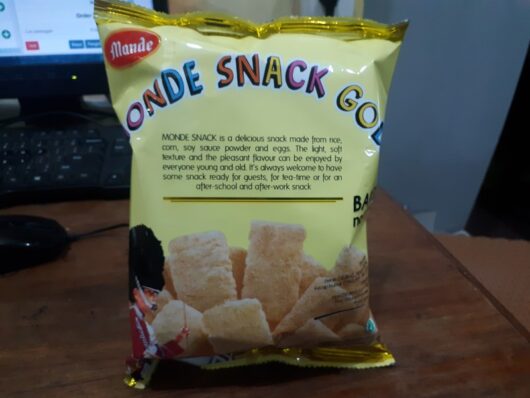 Monde
ONDE SNACK GOL
MONDE SNACK is a delicious snack made from rice,
corn, soy sauce powder and eggs. The light, soft
texture and the pleasant flavour can be enjoyed by
everyone young and old. It's always welcome to have
some snack ready for guests, for tea-time or for an
after-school and after-work snack